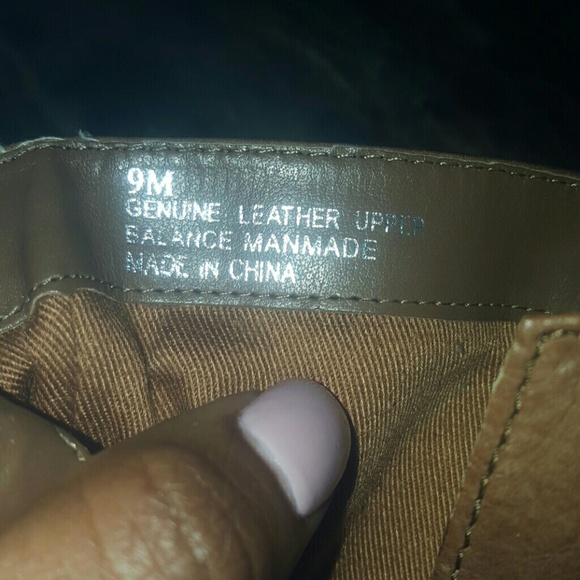 9M
GENUINE LEATHER UPPER
BALANCE MANMADE
MADE IN CHINA